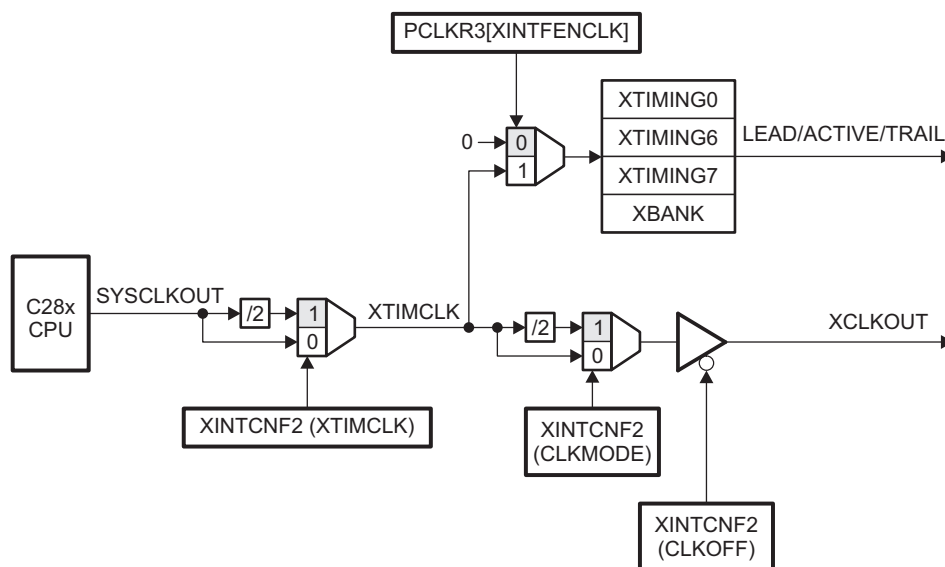 PCLKR3[XINTFENCLK]
XTIMING0
0
0
XTIMING6
LEAD/ACTIVE/TRAIL
1
XTIMING7
XBANK
C28x
CPU
SYSCLKOUT
/2
1
0
XTIMCLK
/2
1
0
XCLKOUT
XINTCNF2 (XTIMCLK)
XINTCNF2
(CLKMODE)
XINTCNF2
(CLKOFF)